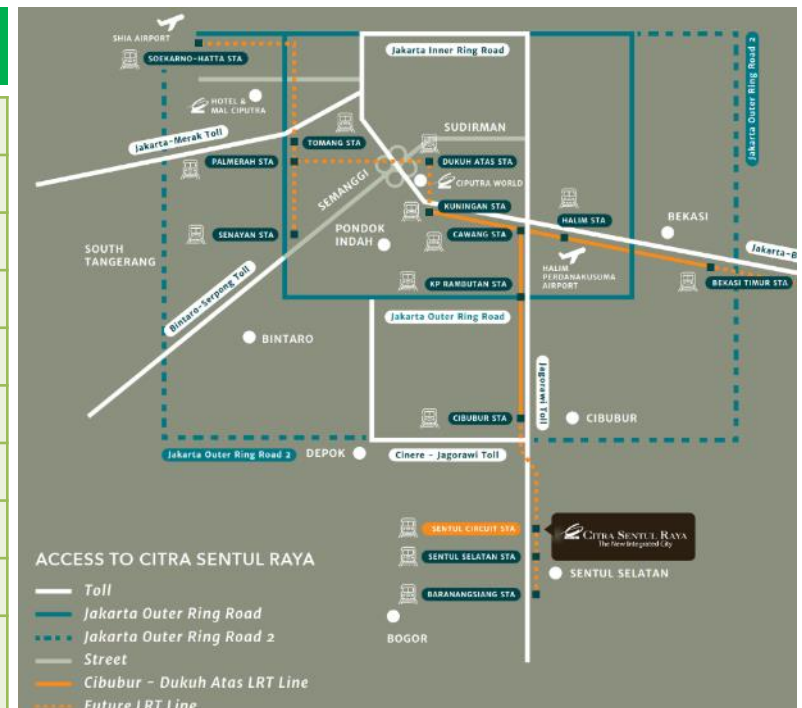 SHIA AIRPORT
SOEKARNO-HATTA STA
Jakarta Inner Ring Road
Jakarta Outer Ring Road 2
HOTEL &
MAL CIPUTRA
Jakarta-Merak Toll
TOMANG STA
SUDIRMAN
PALMERAH STA
DUKUH ATAS STA
SEMANGGI
CIPUTRA WORLD
KUNINGAN STA
HALIM STA
BEKASI
SENAYAN STA
PONDOK
INDAH
CAWANG STA
SOUTH
TANGERANG
Jakarta-B
HALIM
PERDANAKUSUMA
AIRPORT
KP RAMBUTAN STA
BEKASI TIMUR STA
Bintaro-Serpong Toll
Jakarta Outer Ring Road
BINTARO
Jagorawi Toll
CIBUBUR STA
CIBUBUR
Jakarta Outer Ring Road 2
DEPOK
Cinere - Jagorawi Toll
SENTUL CIRCUIT STA
CITRA SENTUL RAYA
The New Integrated City
SENTUL SELATAN STA
SENTUL SELATAN
BARANANGSIANG STA
BOGOR
ACCESS TO CITRA SENTUL RAYA
Toll
Jakarta Outer Ring Road
Jakarta Outer Ring Road 2
Street
Cibubur - Dukuh Atas LRT Line
Future LRT Line